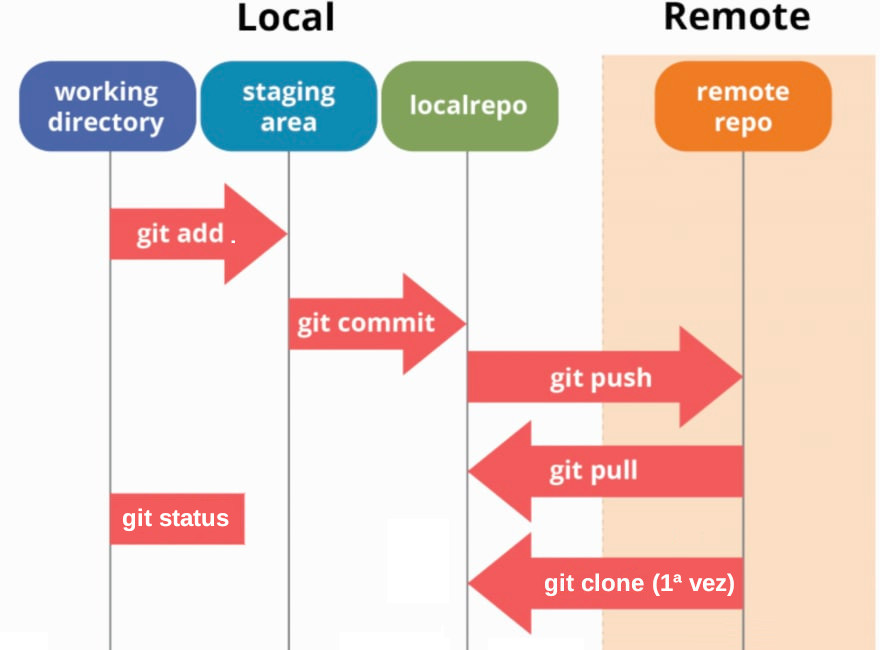 Local
Remote
working
directory
staging
area
localrepo
remote
repo
git add .
git commit
git push
git pull
git status
git clone (1ª vez)